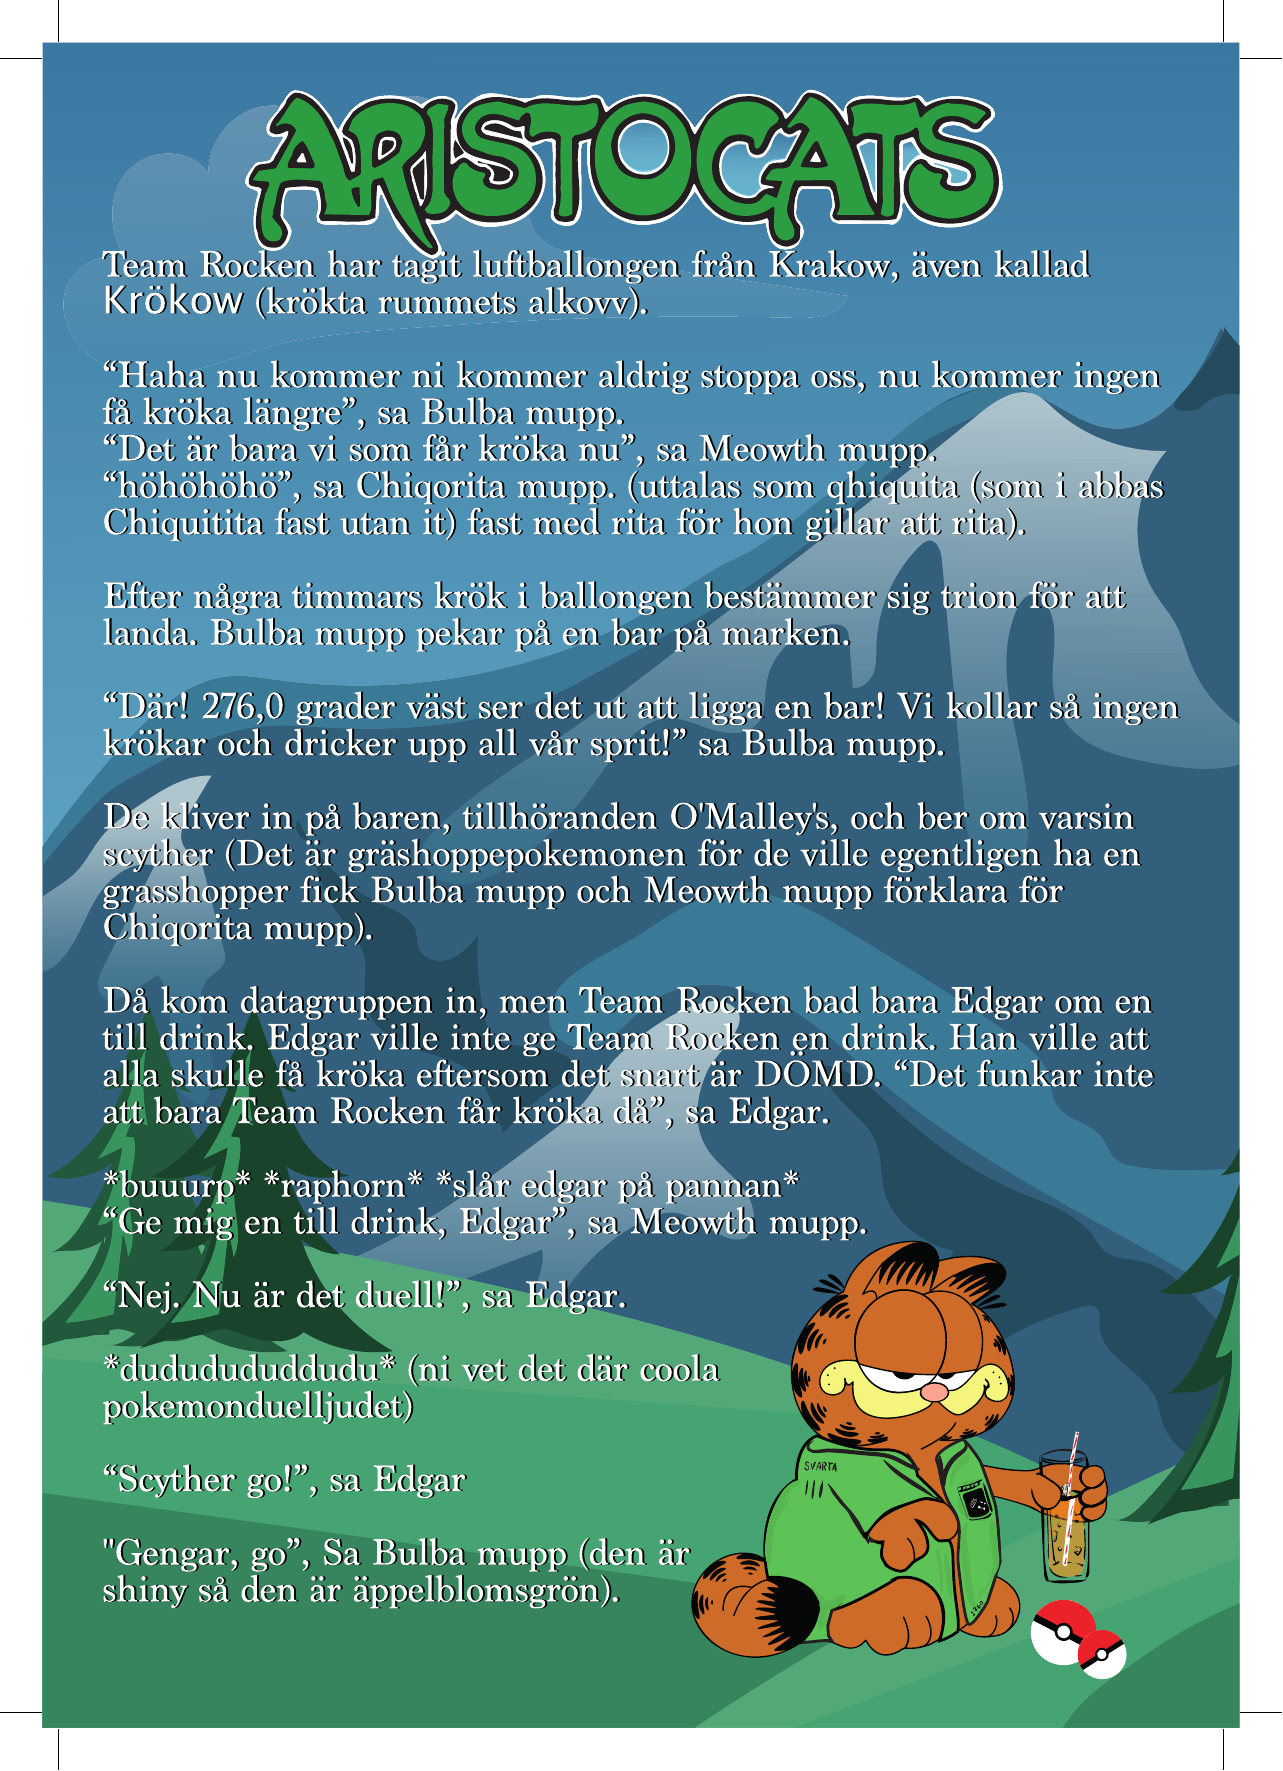 ARISTOCATS
Team Rocken har tagit luftballongen från Krakow, även kallad
Krökow (krökta rummets alkovv).
“Haha nu kommer ni kommer aldrig stoppa oss, nu kommer ingen
få kröka längre”, sa Bulba mupp.
“Det är bara vi som får kröka nu”, sa Meowth mupp.
“höhöhöhö”, sa Chiqorita mupp. (uttalas som qhiquita (som i abbas
Chiquitita fast utan it) fast med rita för hon gillar att rita).
Efter några timmars krök i ballongen bestämmer sig trion för att
landa. Bulba mupp pekar på en bar på marken.
“Där! 276,0 grader väst ser det ut att ligga en bar! Vi kollar så ingen
krökar och dricker upp all vår sprit!” sa Bulba mupp.
De kliver in på baren, tillhöranden O'Malley's, och ber om varsin
scyther (Det är gräshoppepokemonen för de ville egentligen ha en
grasshopper fick Bulba mupp och Meowth mupp förklara för
Chiqorita mupp).
Då kom datagruppen in, men Team Rocken bad bara Edgar om en
till drink. Edgar ville inte ge Team Rocken en drink. Han ville att
alla skulle få kröka eftersom det snart är DÖMD. “Det funkar inte
att bara Team Rocken får kröka då”, sa Edgar.
*buuurp* *raphorn* *slår edgar på pannan*
“Ge mig en till drink, Edgar”, sa Meowth mupp.
“Nej. Nu är det duell!”, sa Edgar.
*dududududdudu* (ni vet det där coola
pokemonduelljudet)
“Scyther go!”, sa Edgar
"Gengar, go”, Sa Bulba mupp (den är
shiny så den är äppelblomsgrön).
SVARTA